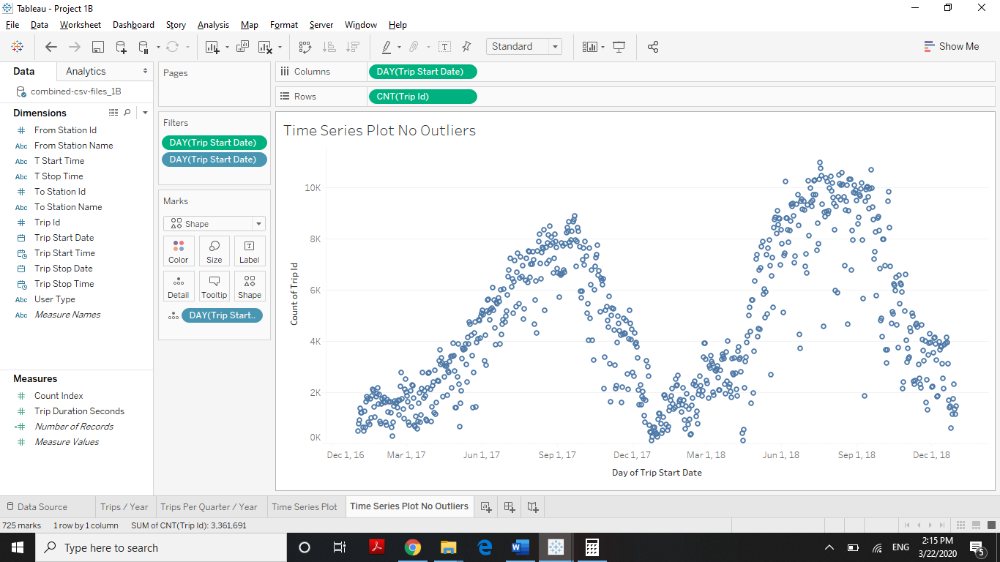 Tableau - Project 1B
File Data Worksheet Dashboard Story Analysis Map Format Server Window Help
Standard
Show Me
Data Analytics
combined-csv-files_1B
Dimensions
From Station Id
Abc From Station Name
Abc T Start Time
Abc T Stop Time
To Station Id
Abc To Station Name
Trip Id
Trip Start Date
Trip Start Time
Trip Stop Date
Trip Stop Time
Abc User Type
Abc Measure Names
Measures
Count Index
Trip Duration Seconds
Number of Records
Measure Values
Pages
Filters
DAY(Trip Start Date)
DAY(Trip Start Date)
Marks
Shape
Color Size Label
Detail Tooltip Shape
DAY(Trip Start..
Columns DAY(Trip Start Date)
Rows CNT(Trip Id)
Time Series Plot No Outliers
Count of Trip Id
10K
8K
6K
4K
2K
0K
Dec 1, 16 Mar 1, 17 Jun 1, 17 Sep 1, 17 Dec 1, 17 Mar 1, 18 Jun 1, 18 Sep 1, 18 Dec 1, 18
Day of Trip Start Date
Data Source Trips / Year Trips Per Quarter / Year Time Series Plot Time Series Plot No Outliers
725 marks 1 row by 1 column SUM of CNT(Trip Id): 3,361,691
Type here to search
ENG
2:15 PM
3/22/2020
5